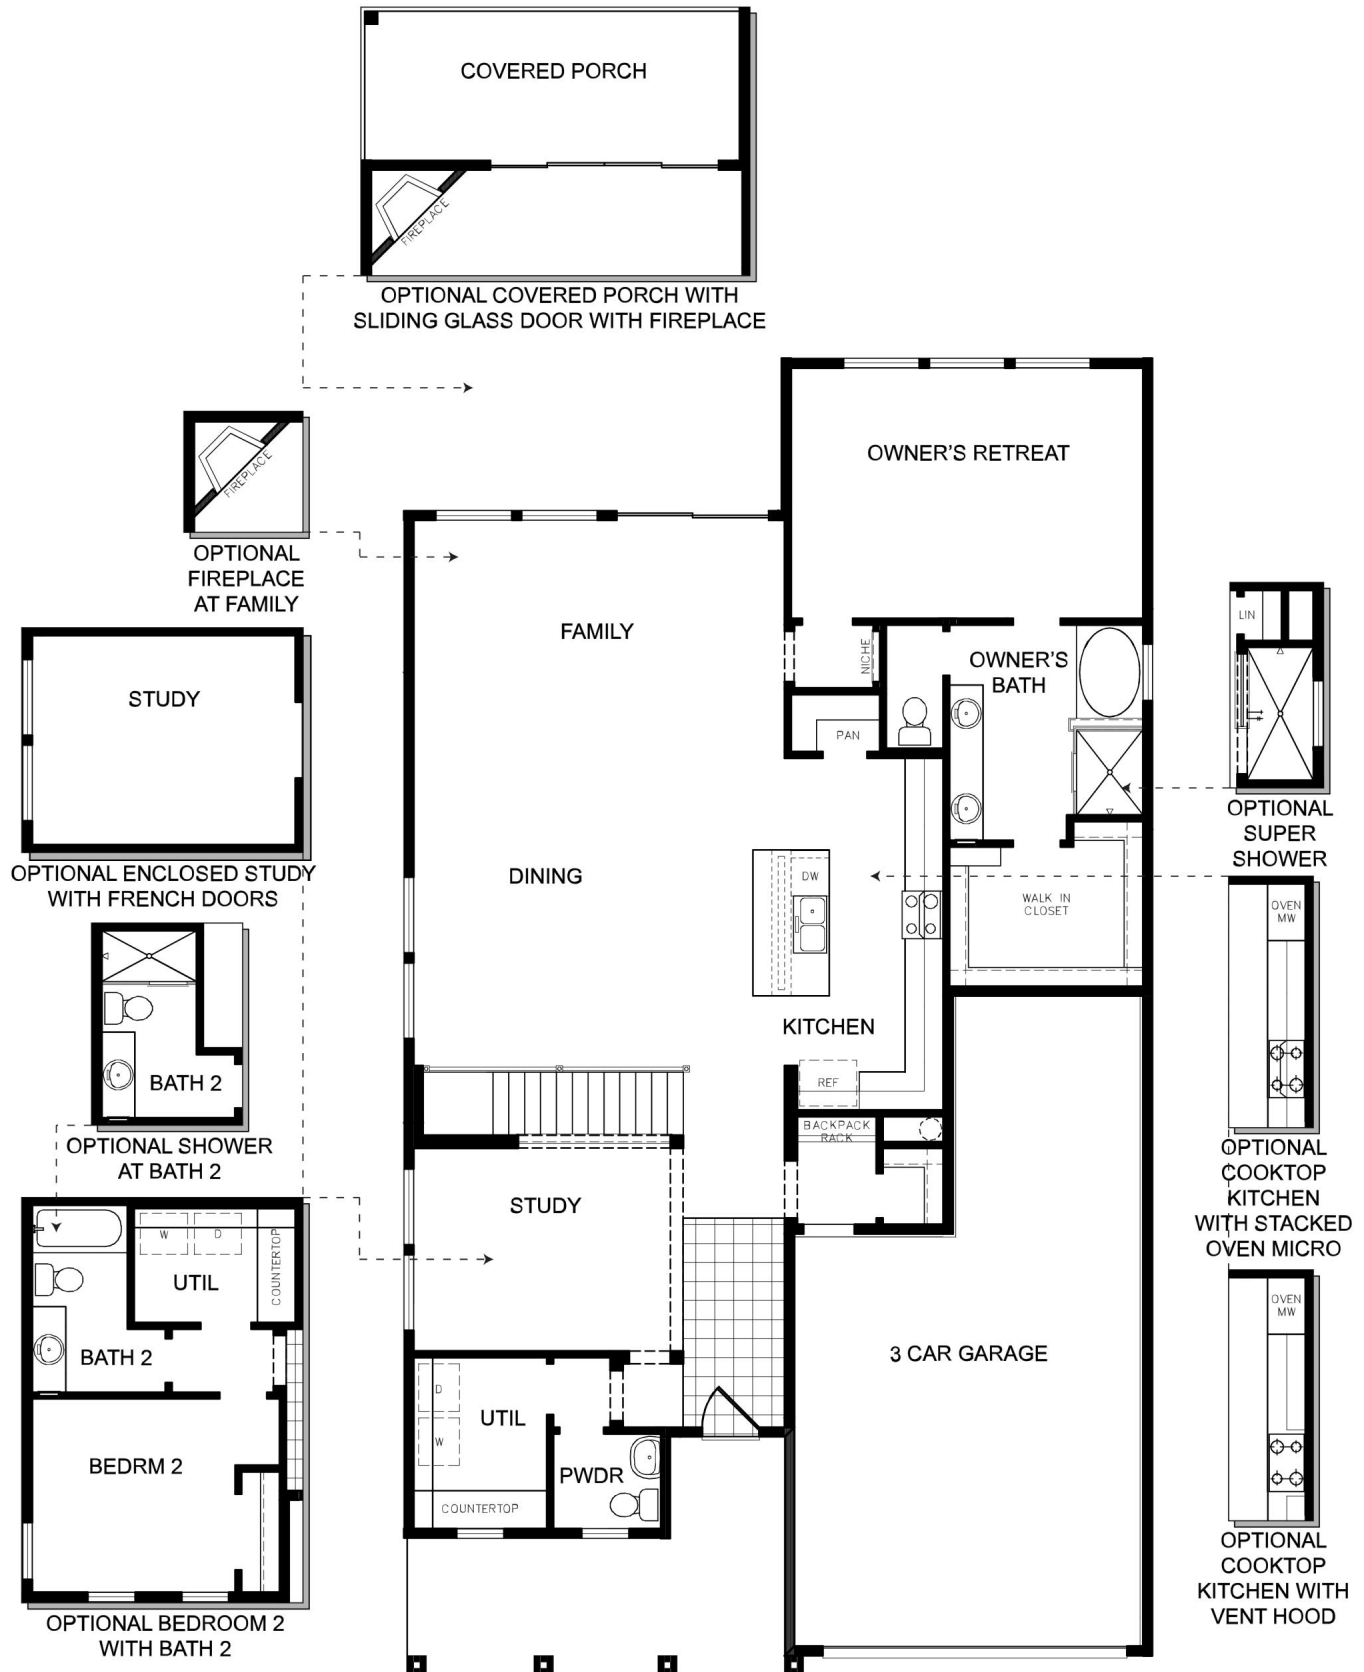 COVERED PORCH
FIREPLACE
OPTIONAL COVERED PORCH WITH
SLIDING GLASS DOOR WITH FIREPLACE
OWNER'S RETREAT
FIREPLACE
OPTIONAL
FIREPLACE
AT FAMILY
FAMILY
NICHE
OWNER'S
BATH
LIN
STUDY
PAN
OPTIONAL
SUPER
SHOWER
OPTIONAL ENCLOSED STUDY
WITH FRENCH DOORS
DINING
DW
WALK IN
CLOSET
OVEN
MW
KITCHEN
BATH 2
REF
OPTIONAL SHOWER
AT BATH 2
BACKPACK
RACK
OPTIONAL
COOKTOP
KITCHEN
WITH STACKED
OVEN MICRO
STUDY
W
D
COUNTERTOP
UTIL
BATH 2
BEDRM 2
OPTIONAL BEDROOM 2
WITH BATH 2
D
W
UTIL
COUNTERTOP
PWDR
3 CAR GARAGE
OVEN
MW
OPTIONAL
COOKTOP
KITCHEN WITH
VENT HOOD